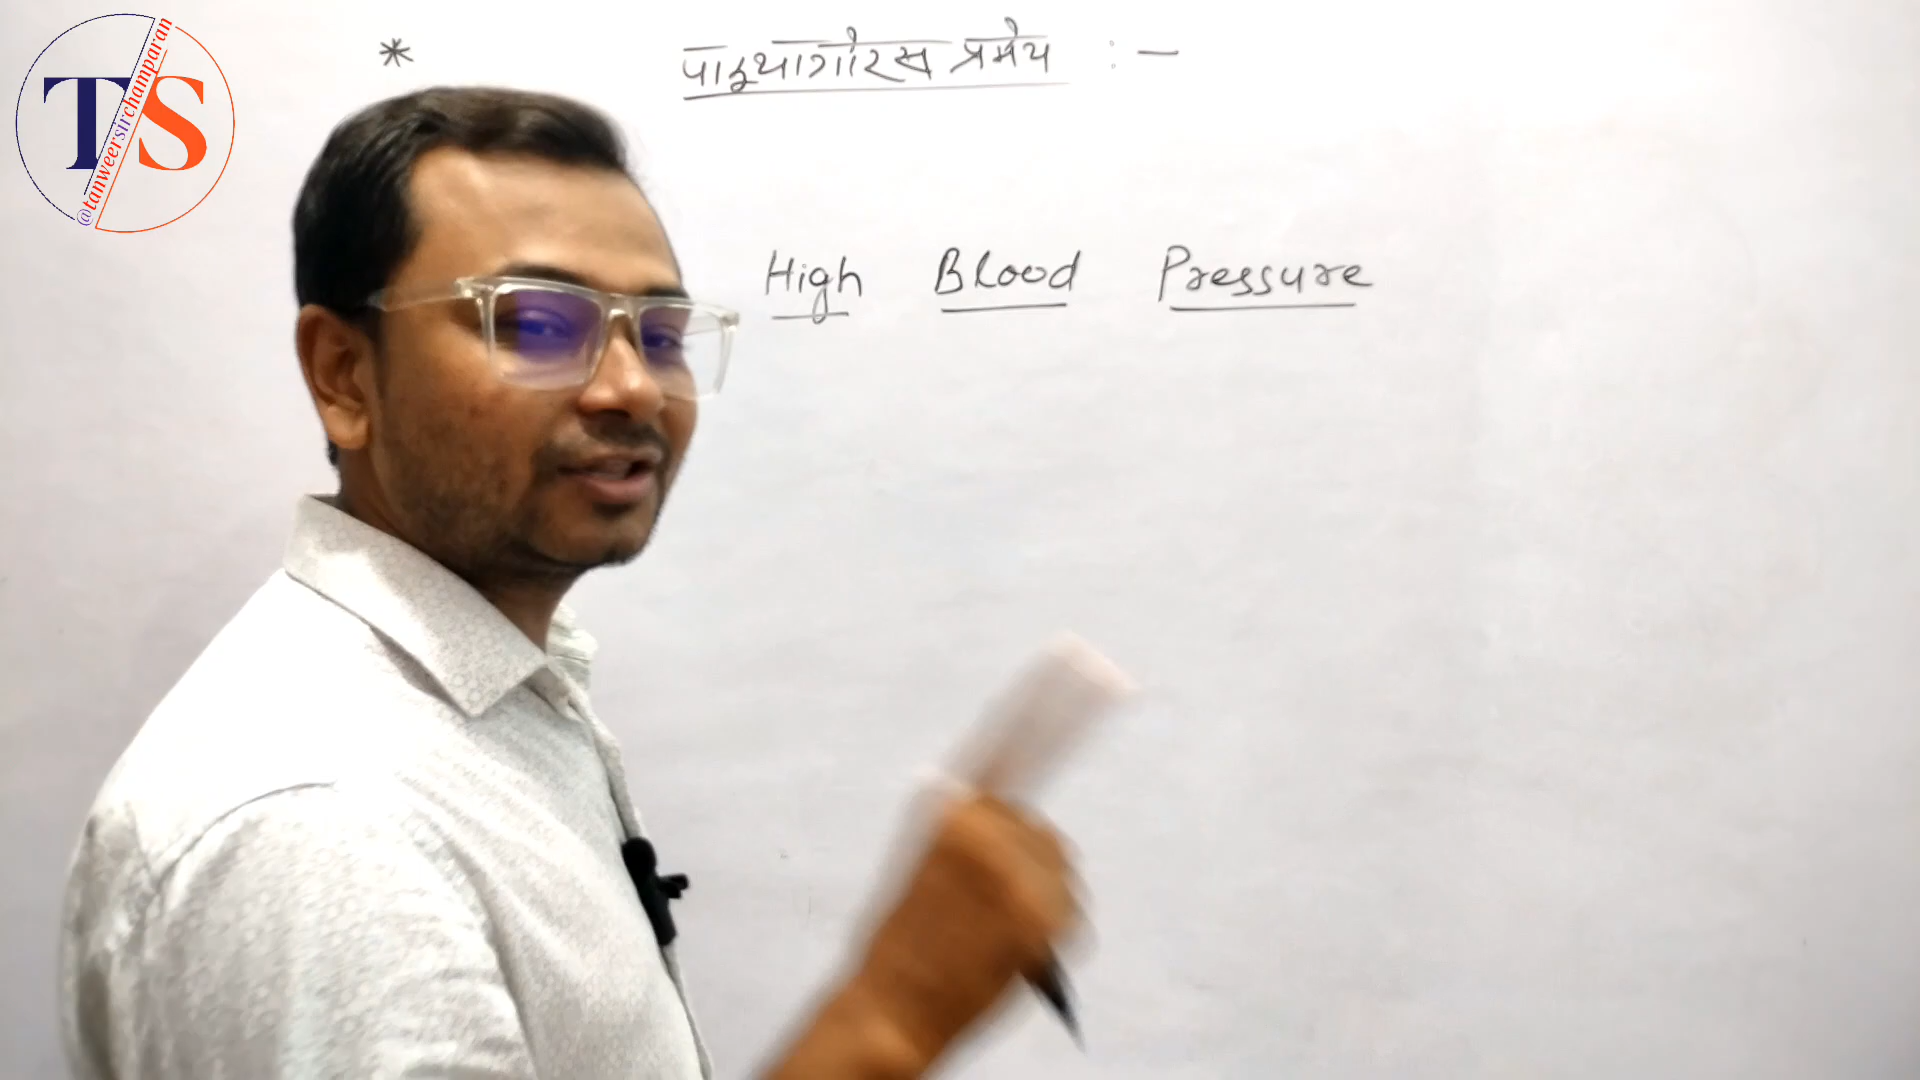 TS
@tanweersirchamparan
* पाइथागोरस प्रमेय :-
High Blood Pressure